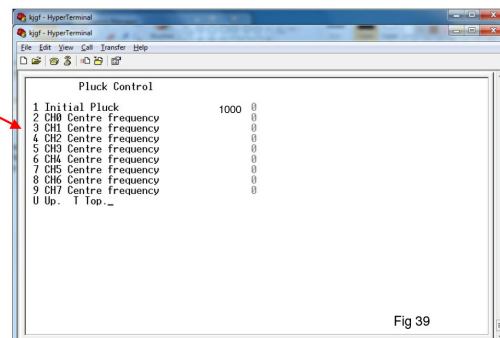 kjgf - HyperTerminal
kjgf - HyperTerminal
File Edit View Call Transfer Help
Pluck Control
1 Initial Pluck 1000 0
2 CH0 Centre frequency 0
3 CH1 Centre frequency 0
4 CH2 Centre frequency 0
5 CH3 Centre frequency 0
6 CH4 Centre frequency 0
7 CH5 Centre frequency 0
8 CH6 Centre frequency 0
9 CH7 Centre frequency 0
U Up. T Top._
Fig 39